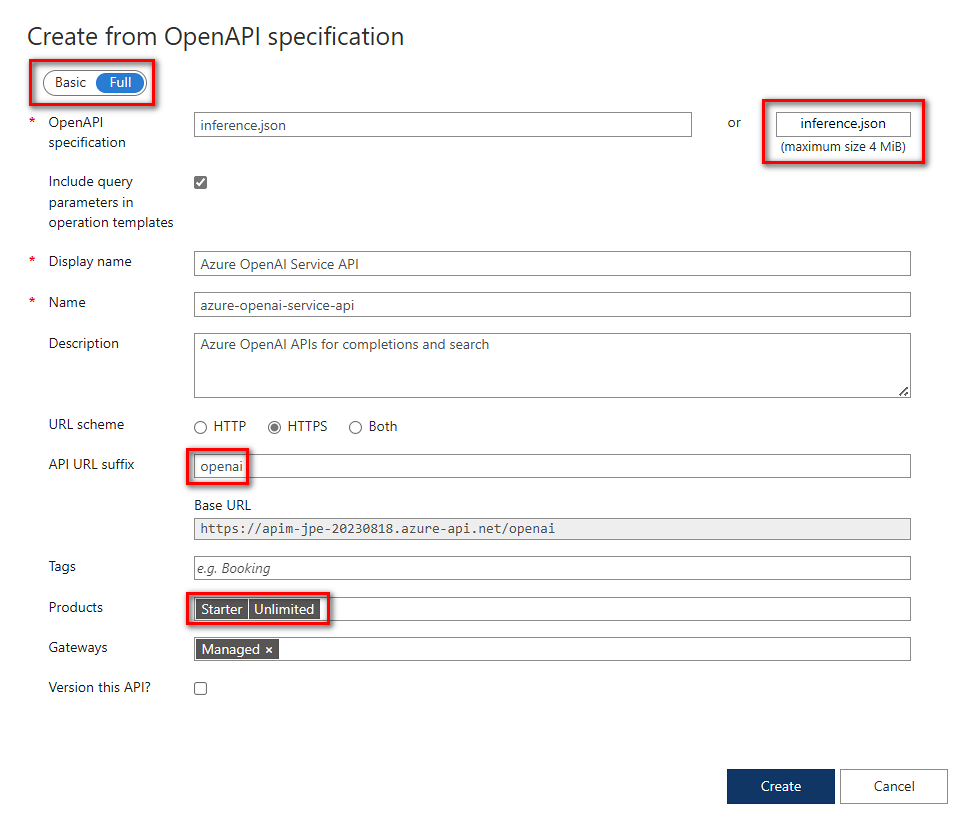 Create from OpenAPI specification
Basic Full
* OpenAPI specification
inference.json
or
inference.json
(maximum size 4 MiB)
Include query parameters in operation templates
* Display name
Azure OpenAI Service API
* Name
azure-openai-service-api
Description
Azure OpenAI APIs for completions and search
URL scheme
HTTP HTTPS Both
API URL suffix
openai
Base URL
https://apim-jpe-20230818.azure-api.net/openai
Tags
e.g. Booking
Products
Starter Unlimited
Gateways
Managed ×
Version this API?
Create Cancel